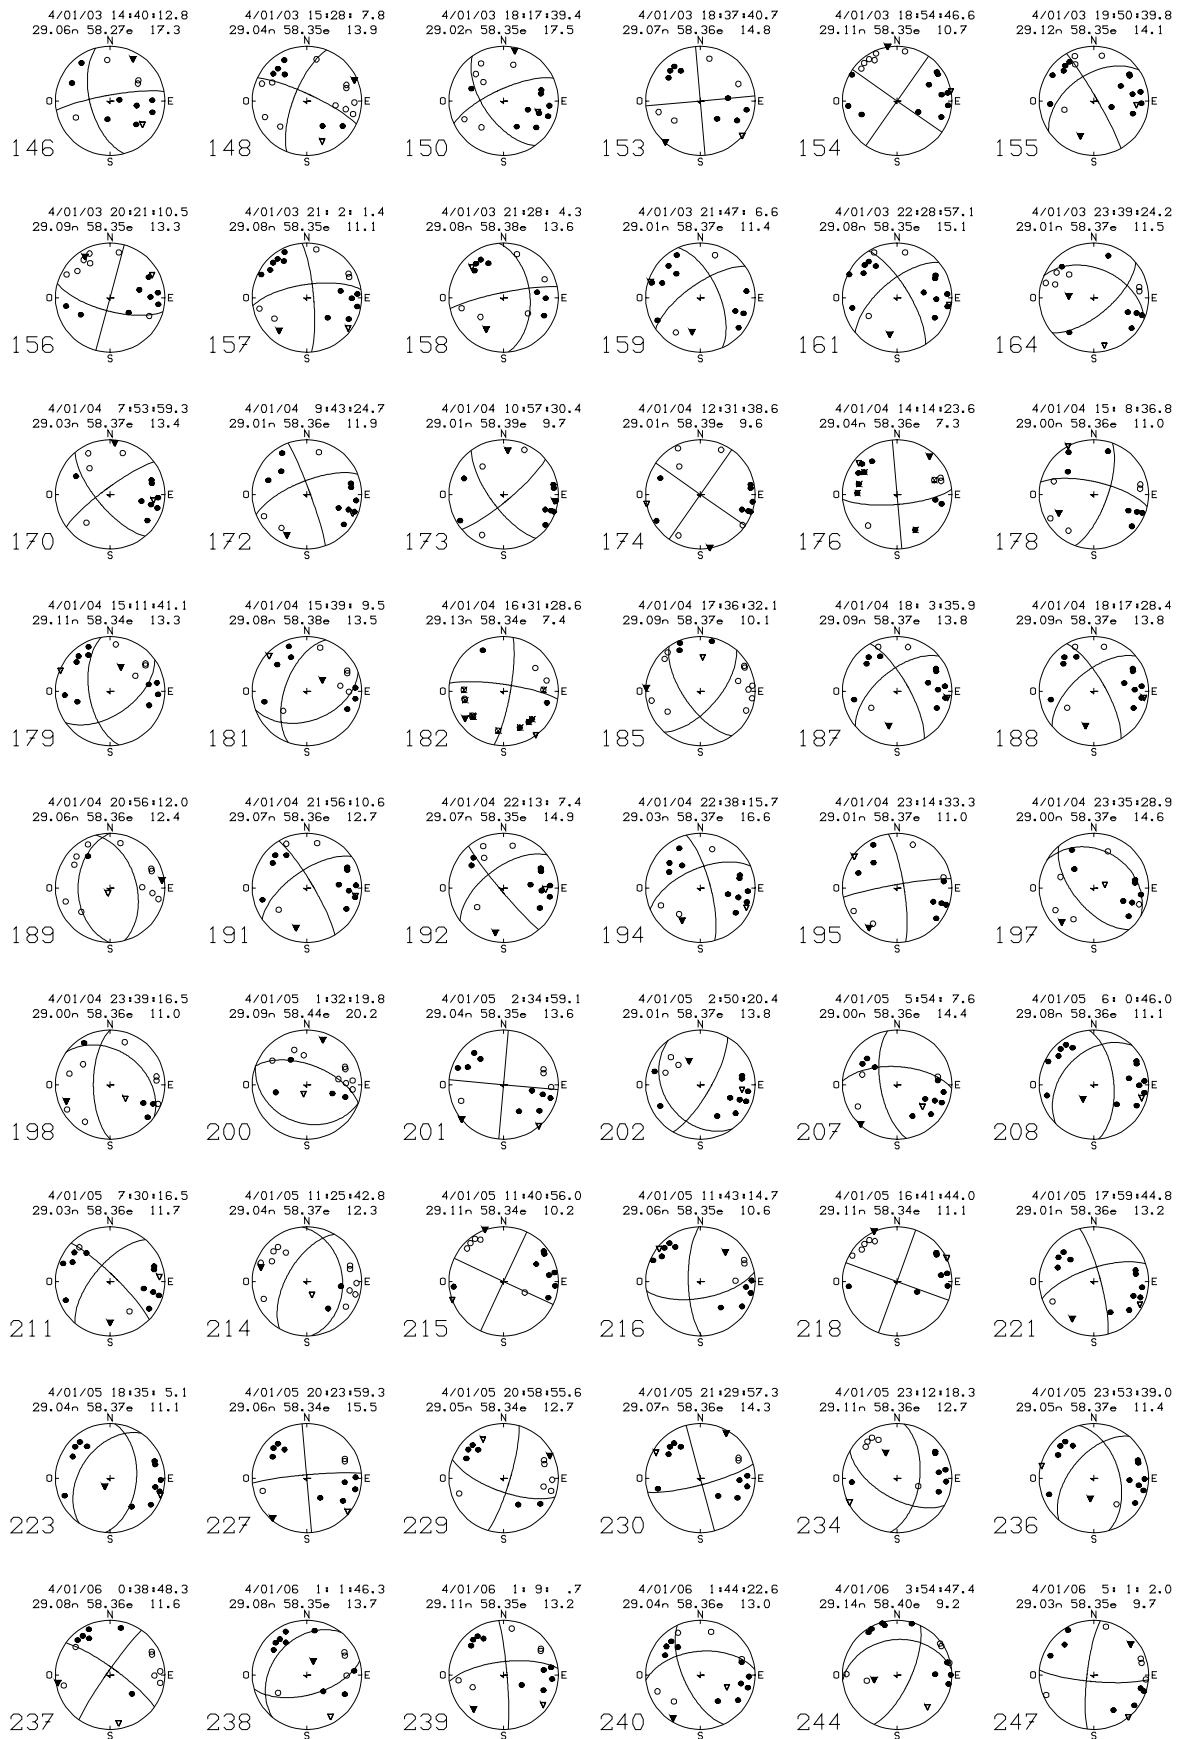 4/01/03 14:40:12.8 4/01/03 15:28: 7.8 4/01/03 18:17:39.4 4/01/03 18:37:40.7 4/01/03 18:54:46.6 4/01/03 19:50:39.8
29.06n 58.27e 17.3 29.04n 58.35e 13.9 29.02n 58.35e 17.5 29.07n 58.36e 14.8 29.11n 58.35e 10.7 29.12n 58.35e 14.1
N N N N N N
O E O E O E O E O E O E
146 148 150 153 154 155
S S S S S S
4/01/03 20:21:10.5 4/01/03 21: 2: 1.4 4/01/03 21:28: 4.3 4/01/03 21:47: 6.6 4/01/03 22:28:57.1 4/01/03 23:39:24.2
29.09n 58.35e 13.3 29.08n 58.35e 11.1 29.08n 58.38e 13.6 29.01n 58.37e 11.4 29.08n 58.36e 15.1 29.01n 58.37e 11.5
N N N N N N
O E O E O E O E O E O E
156 157 158 159 161 164
S S S S S S
4/01/04 7:53:59.3 4/01/04 9:43:24.7 4/01/04 10:57:30.4 4/01/04 12:31:38.6 4/01/04 14:14:23.6 4/01/04 15: 8:36.8
29.03n 58.37e 13.4 29.01n 58.36e 11.9 29.01n 58.39e 9.7 29.01n 58.39e 9.6 29.04n 58.36e 7.3 29.00n 58.36e 11.0
N N N N N N
O E O E O E O E O E O E
170 172 173 174 176 178
S S S S S S
4/01/04 15:11:41.1 4/01/04 15:39: 9.5 4/01/04 16:31:28.6 4/01/04 17:36:32.1 4/01/04 18: 3:35.9 4/01/04 18:17:28.4
29.11n 58.34e 13.3 29.08n 58.38e 13.5 29.13n 58.34e 7.4 29.09n 58.37e 10.1 29.09n 58.37e 13.8 29.09n 58.37e 13.8
N N N N N N
O E O E O E O E O E O E
179 181 182 185 187 188
S S S S S S
4/01/04 20:56:12.0 4/01/04 21:56:10.6 4/01/04 22:13: 7.4 4/01/04 22:38:15.7 4/01/04 23:14:33.3 4/01/04 23:35:28.9
29.06n 58.36e 12.4 29.07n 58.36e 12.7 29.07n 58.35e 14.9 29.03n 58.37e 16.6 29.01n 58.37e 11.0 29.00n 58.37e 14.6
N N N N N N
O E O E O E O E O E O E
189 191 192 194 195 197
S S S S S S
4/01/04 23:39:16.5 4/01/05 1:32:19.8 4/01/05 2:34:59.1 4/01/05 2:50:20.4 4/01/05 5:54: 7.6 4/01/05 6: 0:46.0
29.00n 58.36e 11.0 29.09n 58.44e 20.2 29.04n 58.35e 13.6 29.01n 58.37e 13.8 29.00n 58.36e 14.4 29.08n 58.36e 11.1
N N N N N N
O E O E O E O E O E O E
198 200 201 202 207 208
S S S S S S
4/01/05 7:30:16.5 4/01/05 11:25:42.8 4/01/05 11:40:56.0 4/01/05 11:43:14.7 4/01/05 16:41:44.0 4/01/05 17:59:44.8
29.03n 58.36e 11.7 29.04n 58.37e 12.3 29.11n 58.34e 10.2 29.06n 58.35e 10.6 29.08n 58.34e 11.1 29.01n 58.36e 13.2
N N N N N N
O E O E O E O E O E O E
211 214 215 216 218 221
S S S S S S
4/01/05 18:35: 5.1 4/01/05 20:23:59.3 4/01/05 20:58:55.6 4/01/05 21:29:57.3 4/01/05 23:12:18.3 4/01/05 23:53:39.0
29.04n 58.37e 11.1 29.06n 58.34e 15.5 29.05n 58.34e 12.7 29.07n 58.36e 14.3 29.11n 58.36e 12.7 29.05n 58.37e 11.4
N N N N N N
O E O E O E O E O E O E
223 227 229 230 234 236
S S S S S S
4/01/06 0:38:48.3 4/01/06 1: 1:46.3 4/01/06 1: 9: .7 4/01/06 1:44:22.6 4/01/06 3:54:47.4 4/01/06 5: 1: 2.0
29.08n 58.36e 11.6 29.08n 58.35e 13.7 29.11n 58.35e 13.2 29.04n 58.36e 13.0 29.14n 58.40e 9.2 29.03n 58.34e 9.7
N N N N N N
O E O E O E O E O E O E
237 238 239 240 244 247
S S S S S S